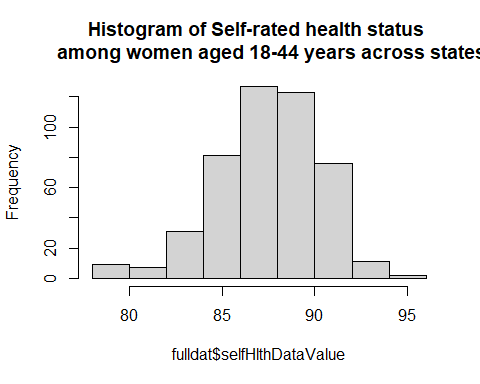 Histogram of Self-rated health status
among women aged 18-44 years across states
Frequency
0
20
60
100
80
85
90
95
fulldat$selfHlthDataValue